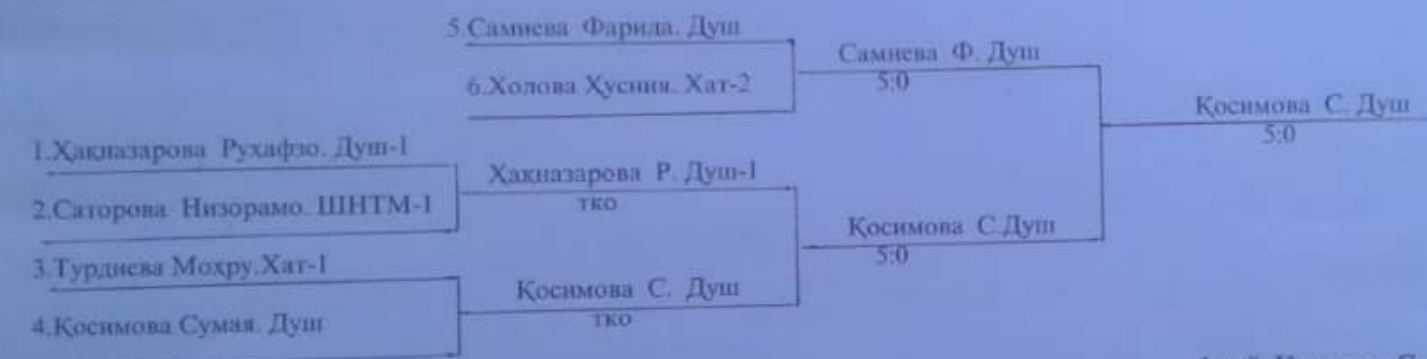 5.Самиева Фарида. Душ
6.Холова Ҳусния. Хат-2
Самиева Ф. Душ
5:0
Қосимова С. Душ
5:0
1.Ҳақназарова Рухафзо. Душ-1
2.Саторова Низорамо. ШНТМ-1
Ҳақназарова Р. Душ-1
тко
3.Турдиева Моҳру.Хат-1
4.Қосимова Сумая. Душ
Қосимова С. Душ
тко
Қосимова С.Душ
5:0